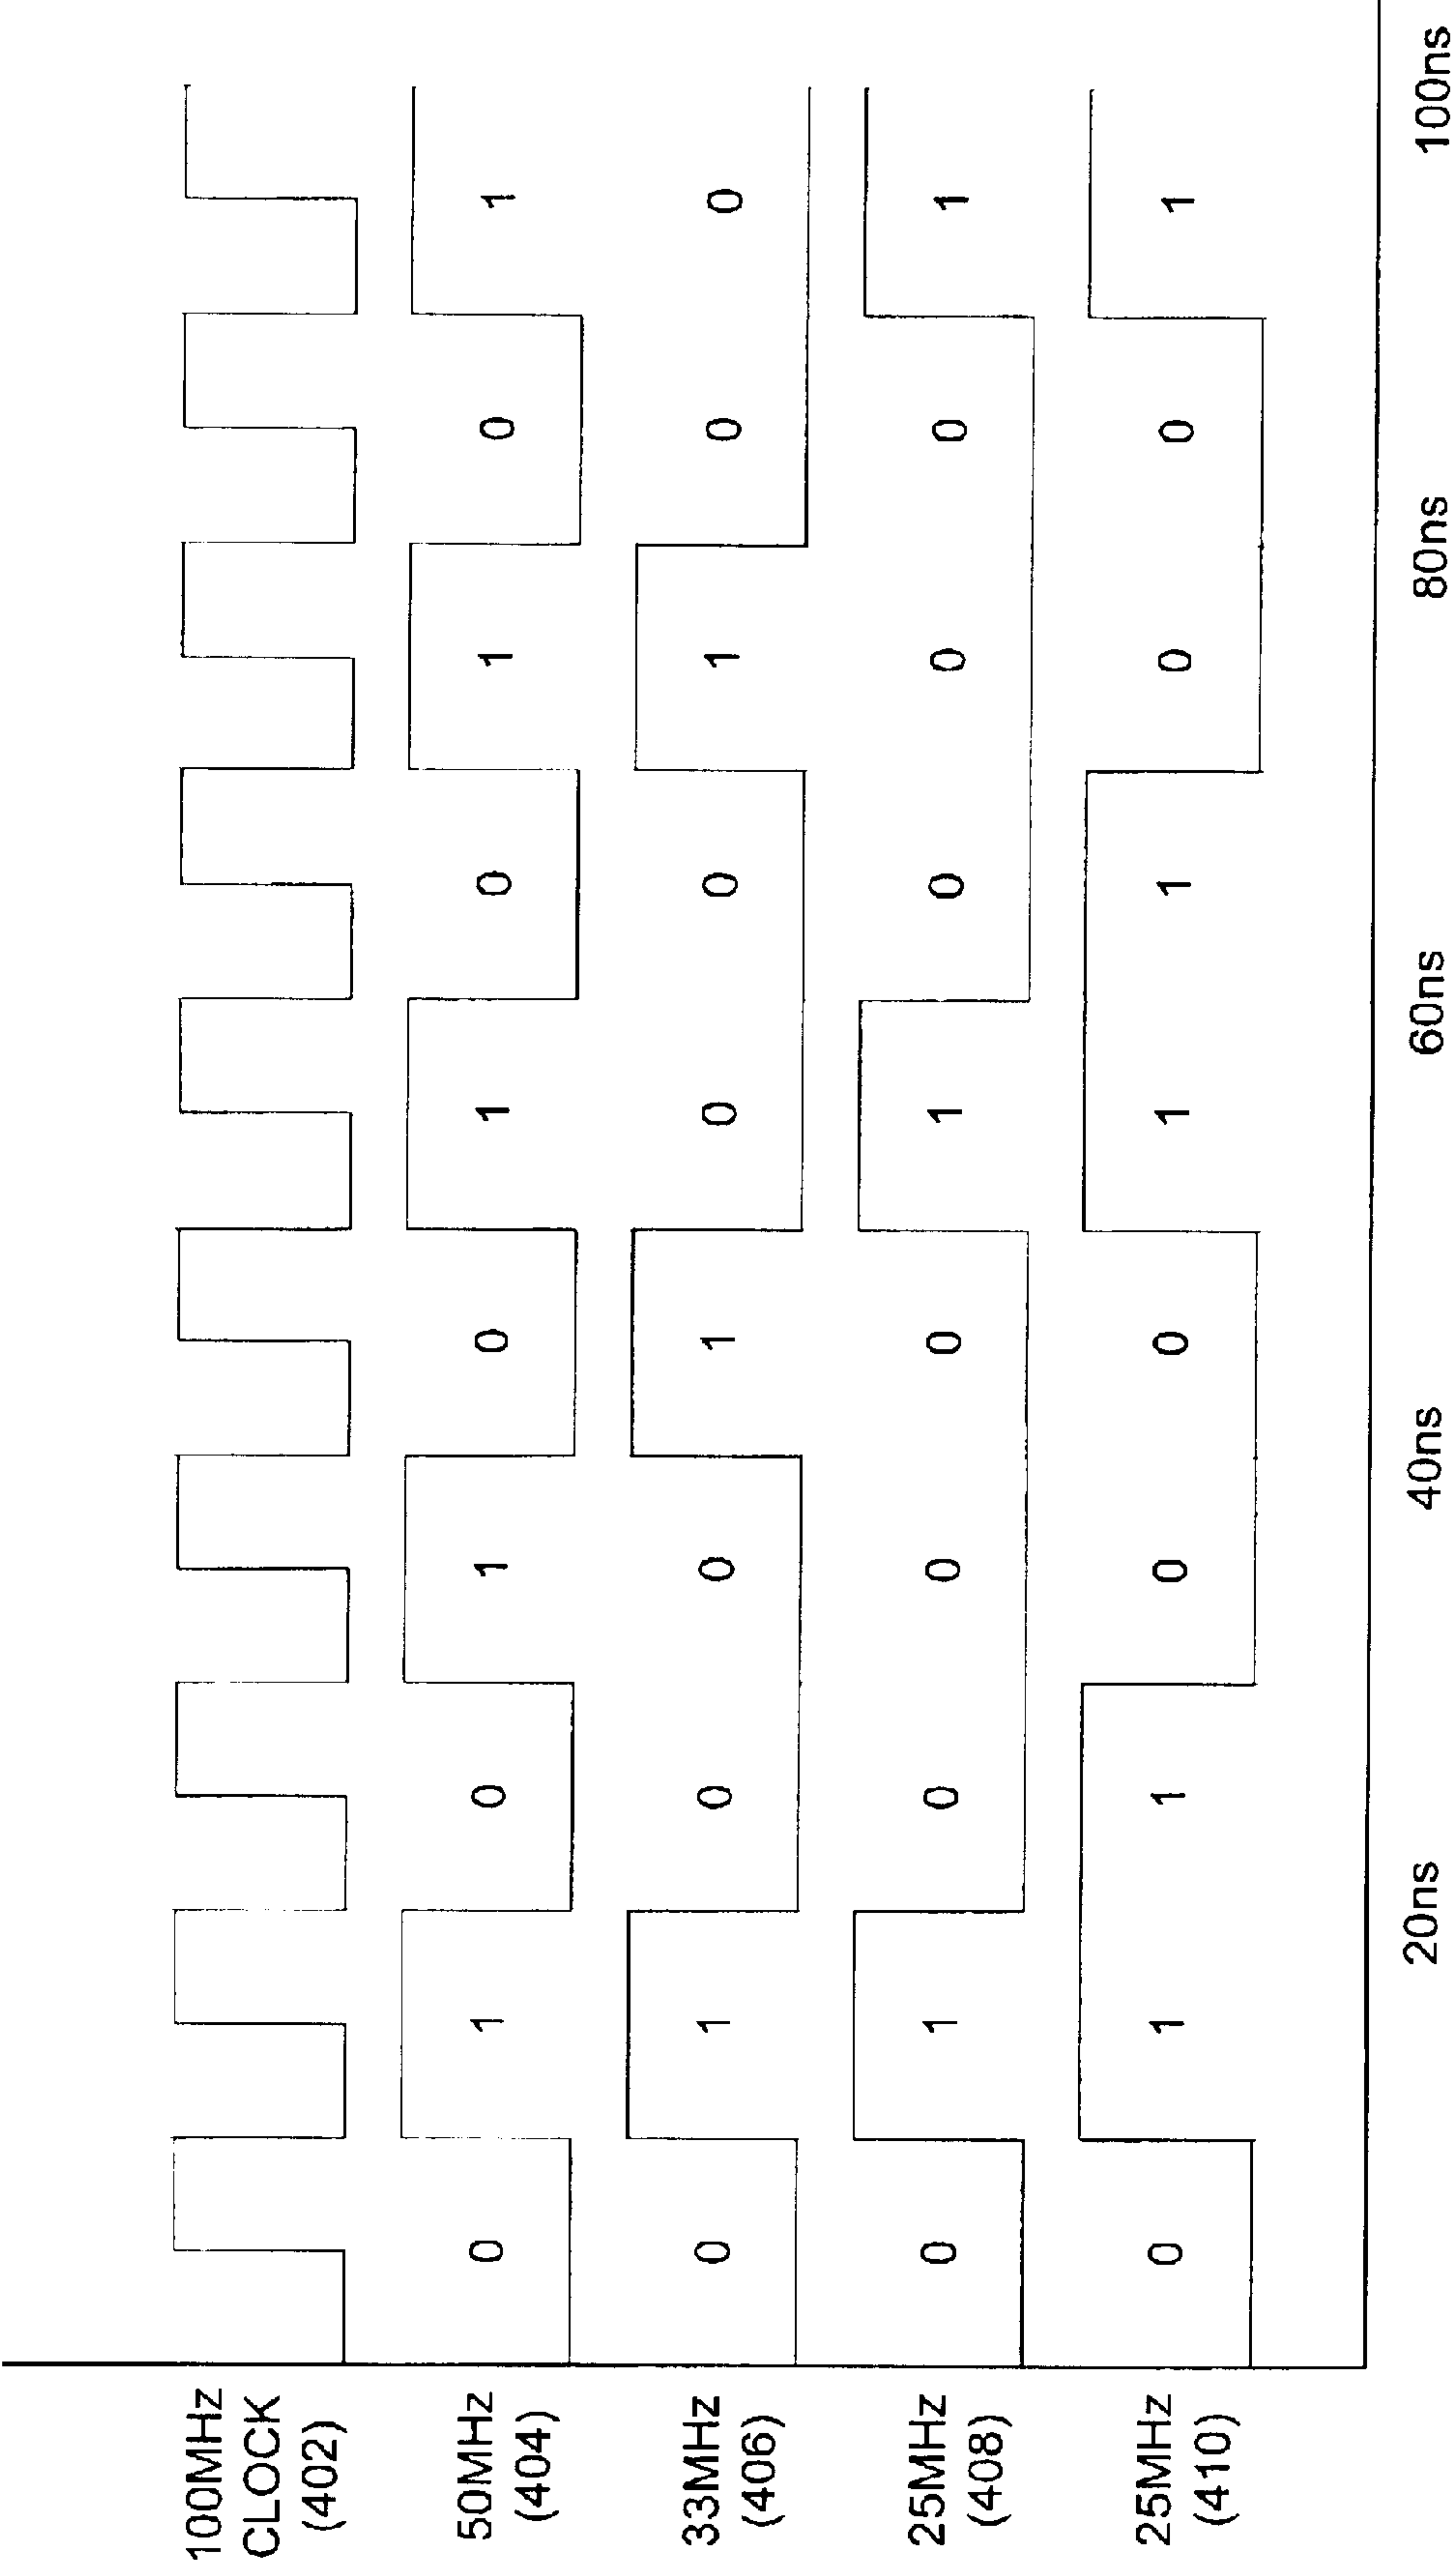 100MHz
CLOCK
(402)
50MHz
(404)
0 1 0 1 0 1 0 1 0 1
33MHz
(406)
0 1 0 0 1 0 0 1 0 0
25MHz
(408)
0 1 0 0 0 1 0 0 0 1
25MHz
(410)
0 1 1 0 0 1 1 0 0 1
20ns 40ns 60ns 80ns 100ns